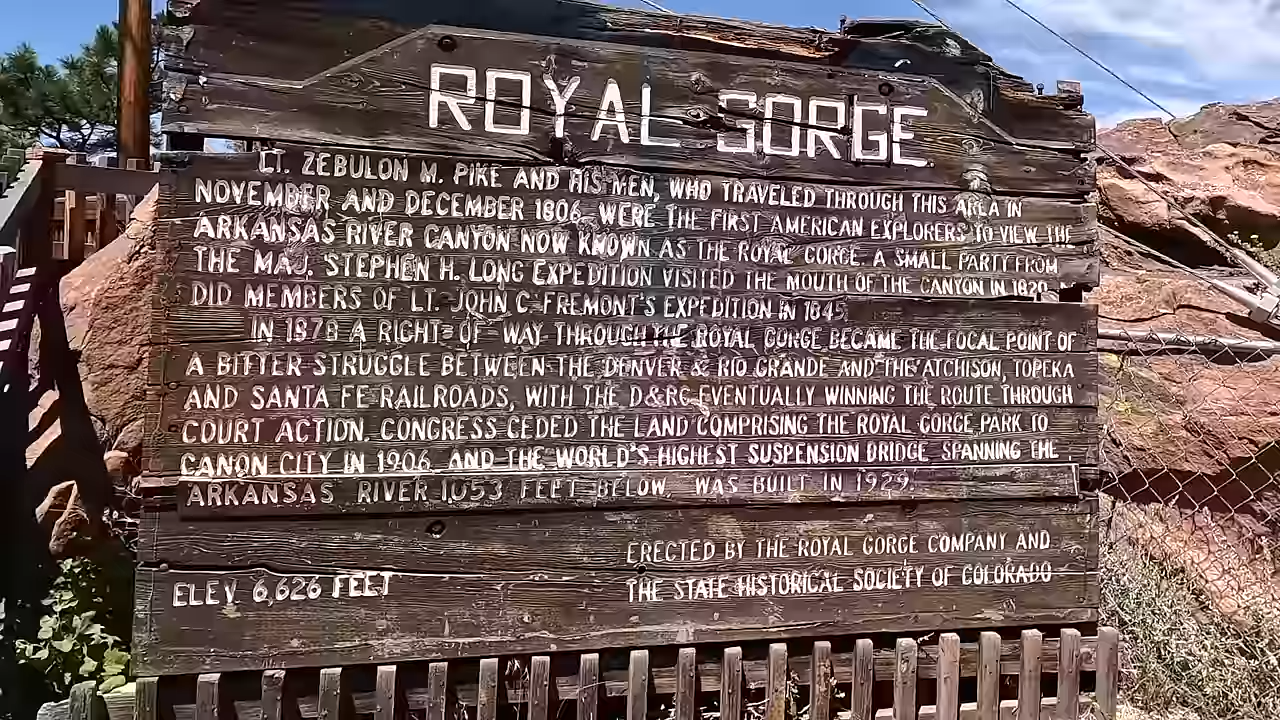 ROYAL GORGE
LT. ZEBULON M. PIKE AND HIS MEN, WHO TRAVELED THROUGH THIS AREA IN
NOVEMBER AND DECEMBER 1806, WERE THE FIRST AMERICAN EXPLORERS TO VIEW THE
ARKANSAS RIVER CANYON NOW KNOWN AS THE ROYAL GORGE. A SMALL PARTY FROM
THE MAJ. STEPHEN H. LONG EXPEDITION VISITED THE MOUTH OF THE CANYON IN 1820
DID MEMBERS OF LT. JOHN C. FREMONT'S EXPEDITION IN 1845.
IN 1878 A RIGHT-OF-WAY THROUGH THE ROYAL GORGE BECAME THE FOCAL POINT OF
A BITTER STRUGGLE BETWEEN THE DENVER & RIO GRANDE AND THE ATCHISON, TOPEKA
AND SANTA FE RAILROADS, WITH THE D&RG EVENTUALLY WINNING THE ROUTE THROUGH
COURT ACTION. CONGRESS CEDED THE LAND COMPRISING THE ROYAL GORGE PARK TO
CANON CITY IN 1906, AND THE WORLD'S HIGHEST SUSPENSION BRIDGE, SPANNING THE
ARKANSAS RIVER 1,053 FEET BELOW, WAS BUILT IN 1929.
ERECTED BY THE ROYAL GORGE COMPANY AND
THE STATE HISTORICAL SOCIETY OF COLORADO
ELEV. 6,626 FEET